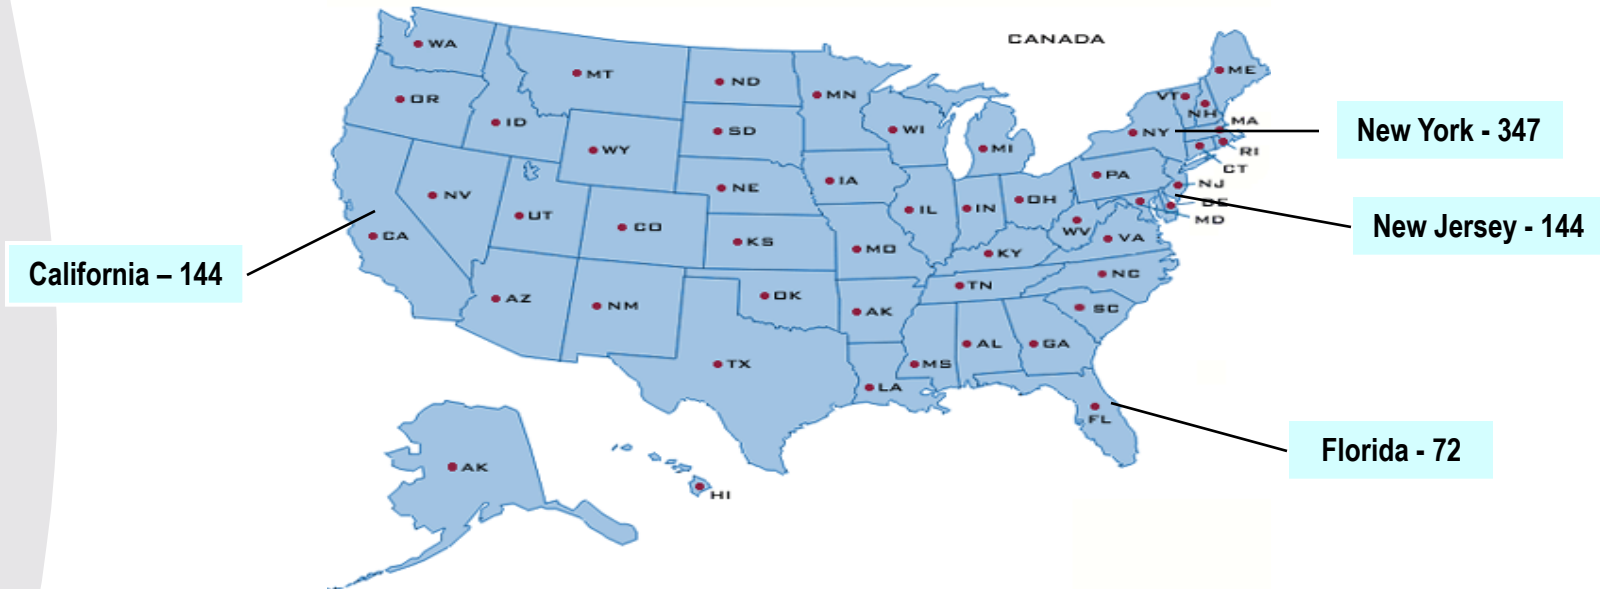 CANADA
WA
MT
ND
MN
ME
VT
NH
MA
OR
ID
SD
WI
NY
New York - 347
WY
MI
RI
CT
IA
PA
NJ
NV
NE
UT
IL
IN
OH
DE
MD
New Jersey - 144
CA
CO
KS
MO
WV
VA
KY
California – 144
NC
AZ
NM
OK
AK
TN
SC
TX
MS
AL
GA
LA
FL
Florida - 72
AK
HI